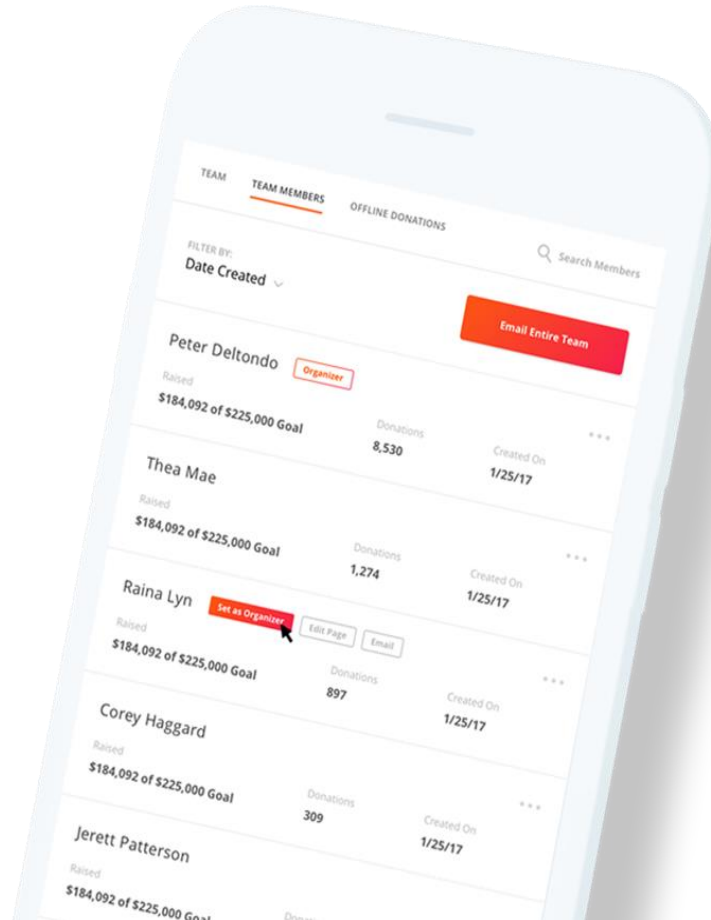 TEAM
TEAM MEMBERS
OFFLINE DONATIONS
Search Members
FILTER BY:
Date Created
Email Entire Team
Peter Deltondo
Organizer
Raised
Donations
Created On
$184,092 of $225,000 Goal
8,530
1/25/17
Thea Mae
Raised
Donations
Created On
$184,092 of $225,000 Goal
1,274
1/25/17
Raina Lyn
Set as Organizer
Edit Page
Email
Raised
Donations
Created On
$184,092 of $225,000 Goal
897
1/25/17
Corey Haggard
Raised
Donations
Created On
$184,092 of $225,000 Goal
309
1/25/17
Jerett Patterson
Raised
$184,092 of $225,000 Goal